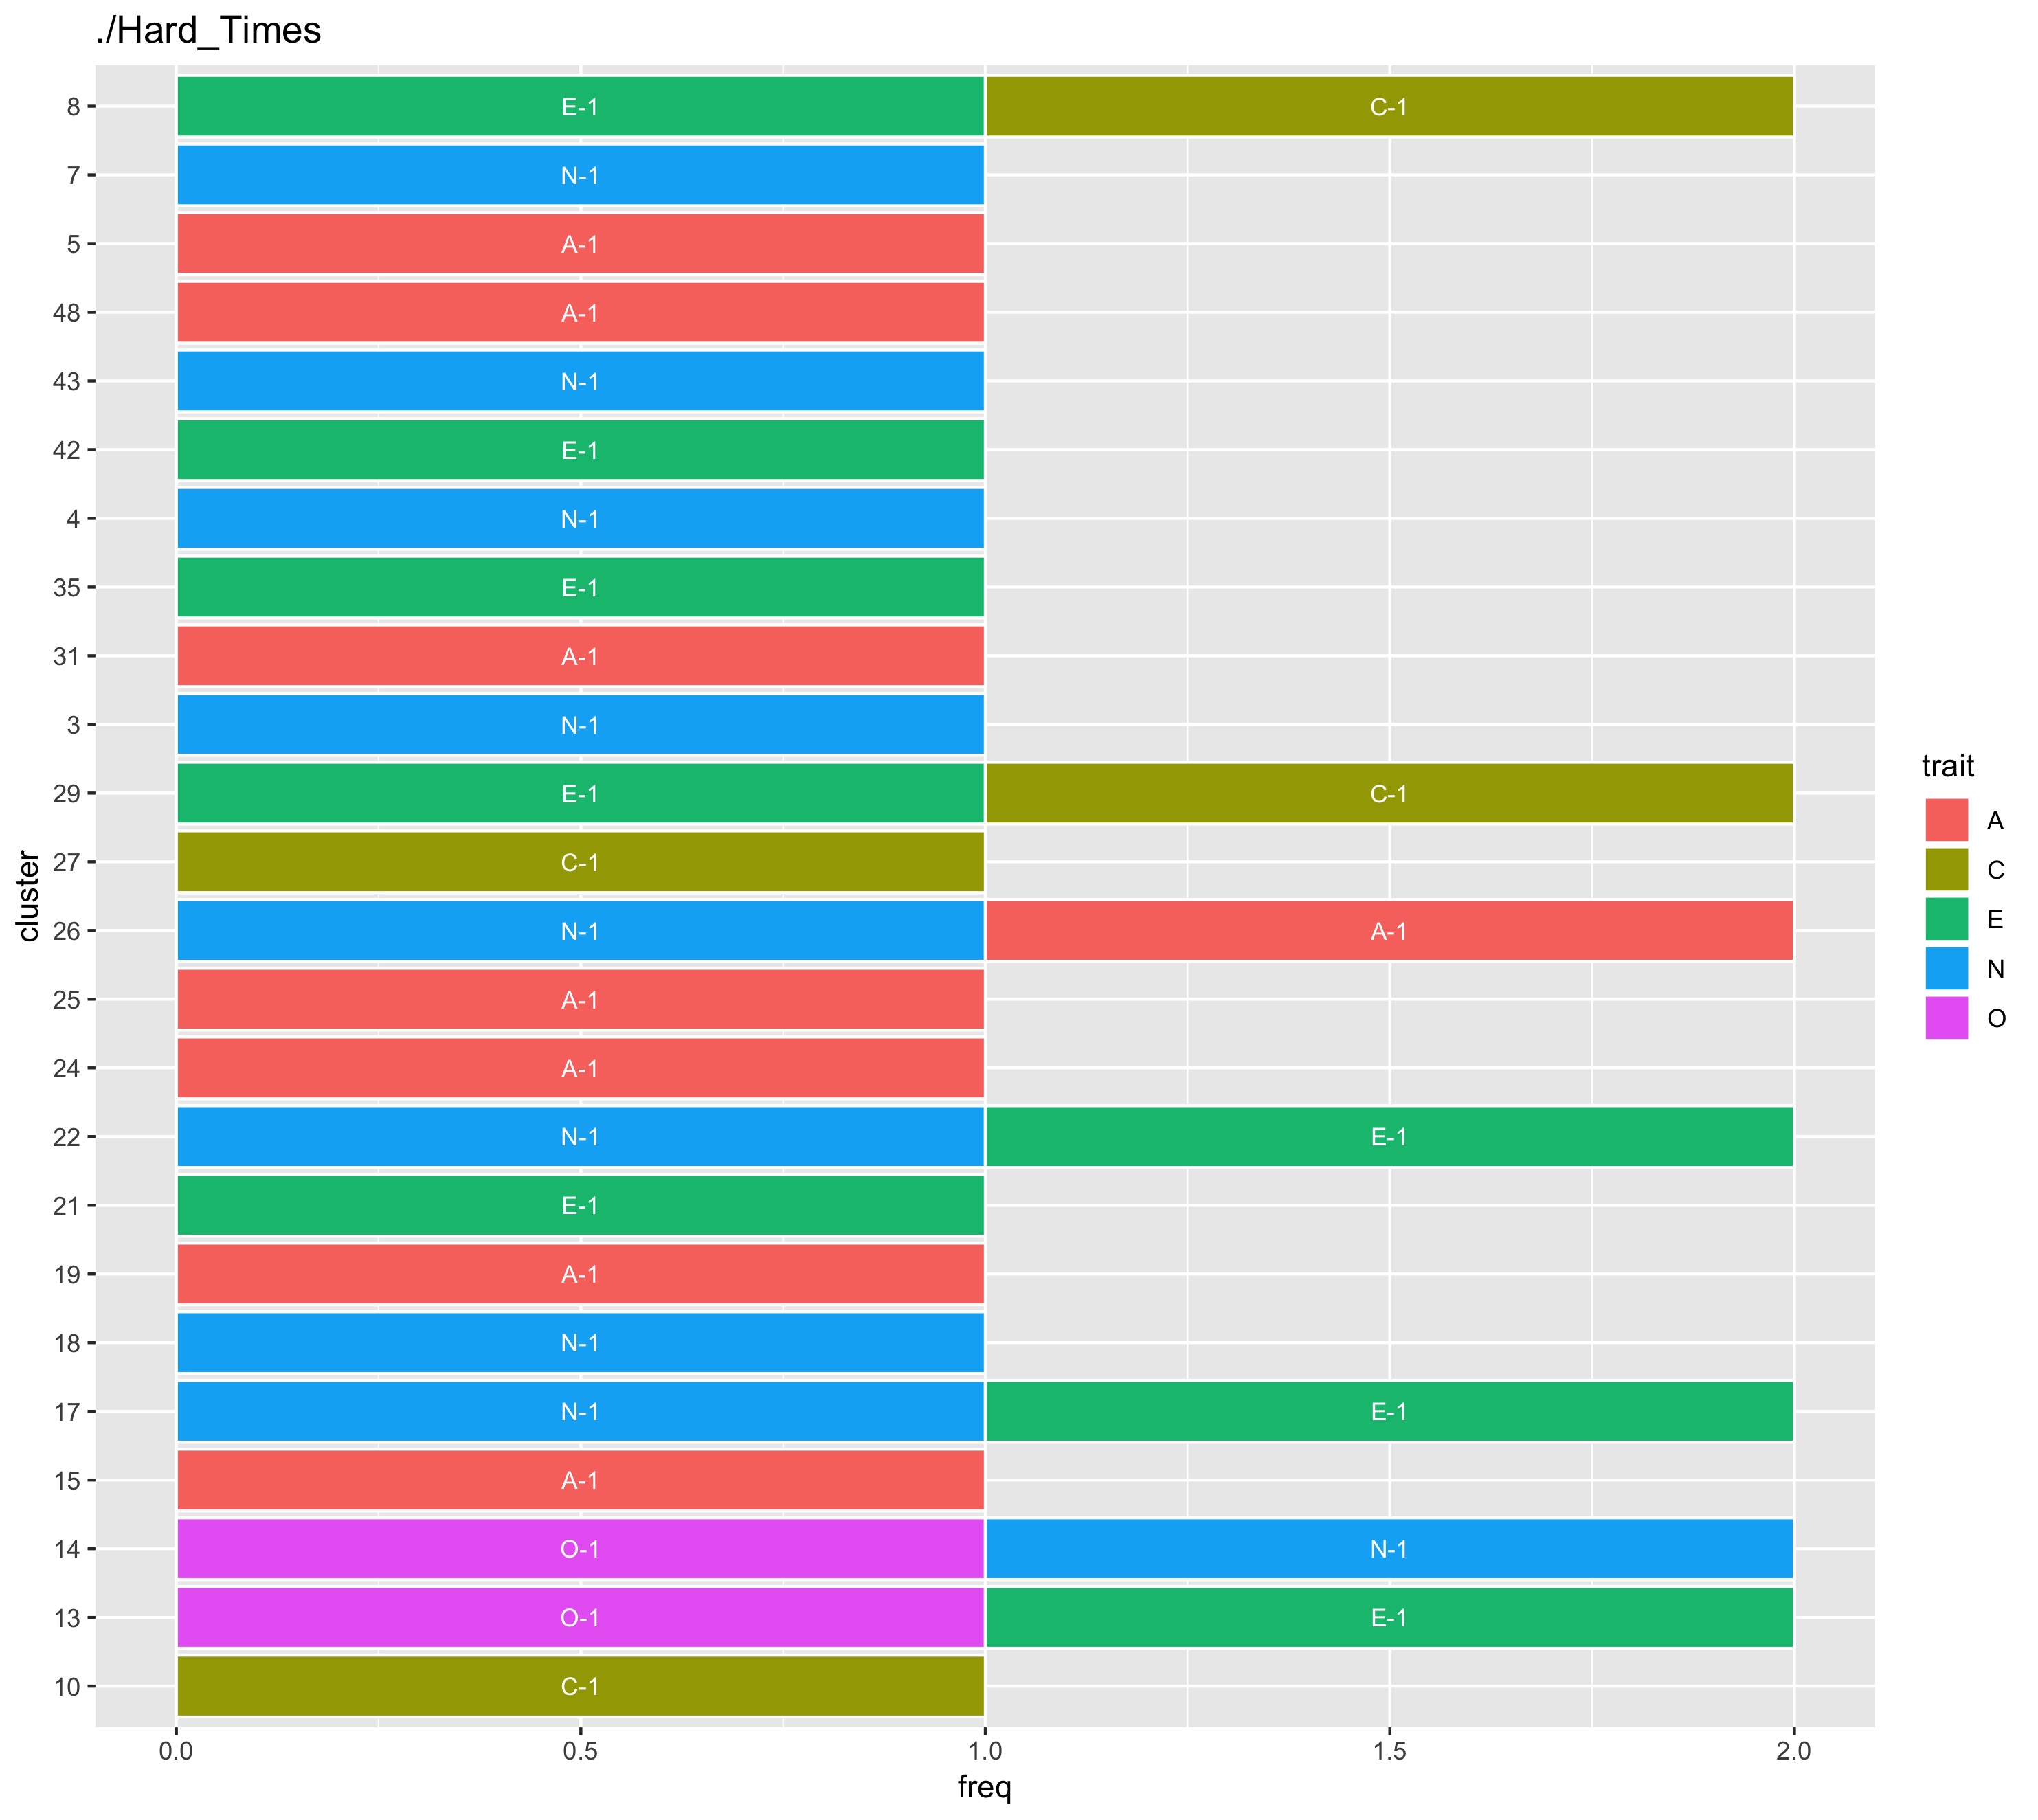 ./Hard_Times
8 E-1 C-1
7 N-1
5 A-1
48 A-1
43 N-1
42 E-1
4 N-1
35 E-1
31 A-1
3 N-1
29 E-1 C-1
27 C-1
26 N-1 A-1
25 A-1
24 A-1
22 N-1 E-1
21 E-1
19 A-1
18 N-1
17 N-1 E-1
15 A-1
14 O-1 N-1
13 O-1 E-1
10 C-1
0.0 0.5 1.0 1.5 2.0
freq
cluster
trait
A
C
E
N
O